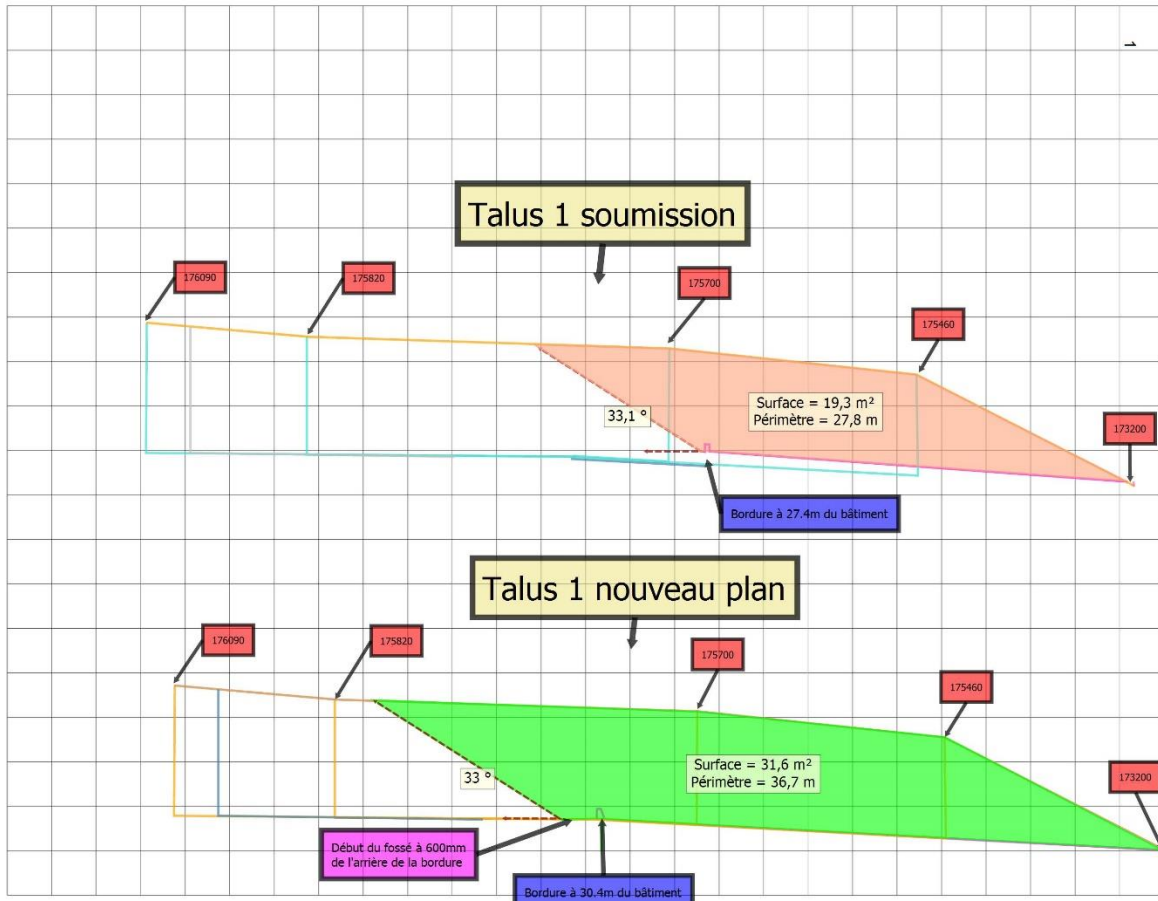 1
Talus 1 soumission
176090
175820
175700
175460
Surface = 19,3 m²
Périmètre = 27,8 m
33,1 °
173200
Bordure à 27.4m du bâtiment
Talus 1 nouveau plan
176090
175820
175700
175460
Surface = 31,6 m²
Périmètre = 36,7 m
33 °
173200
Début du fossé à 600mm
de l'arrière de la bordure
Bordure à 30.4m du bâtiment